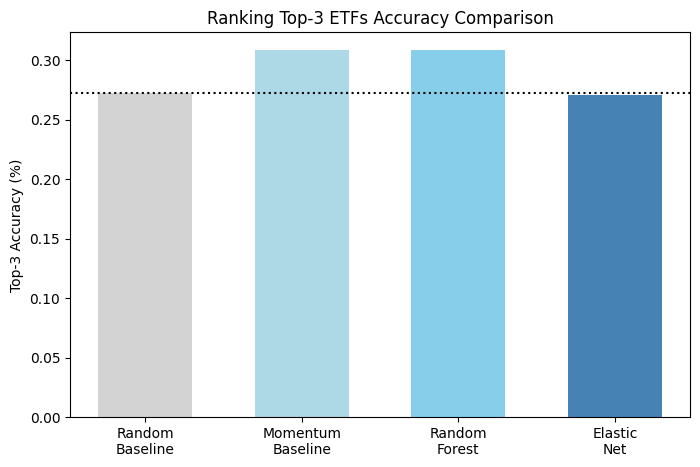 Ranking Top-3 ETFs Accuracy Comparison
Top-3 Accuracy (%)
0.30
0.25
0.20
0.15
0.10
0.05
0.00
Random
Baseline
Momentum
Baseline
Random
Forest
Elastic
Net